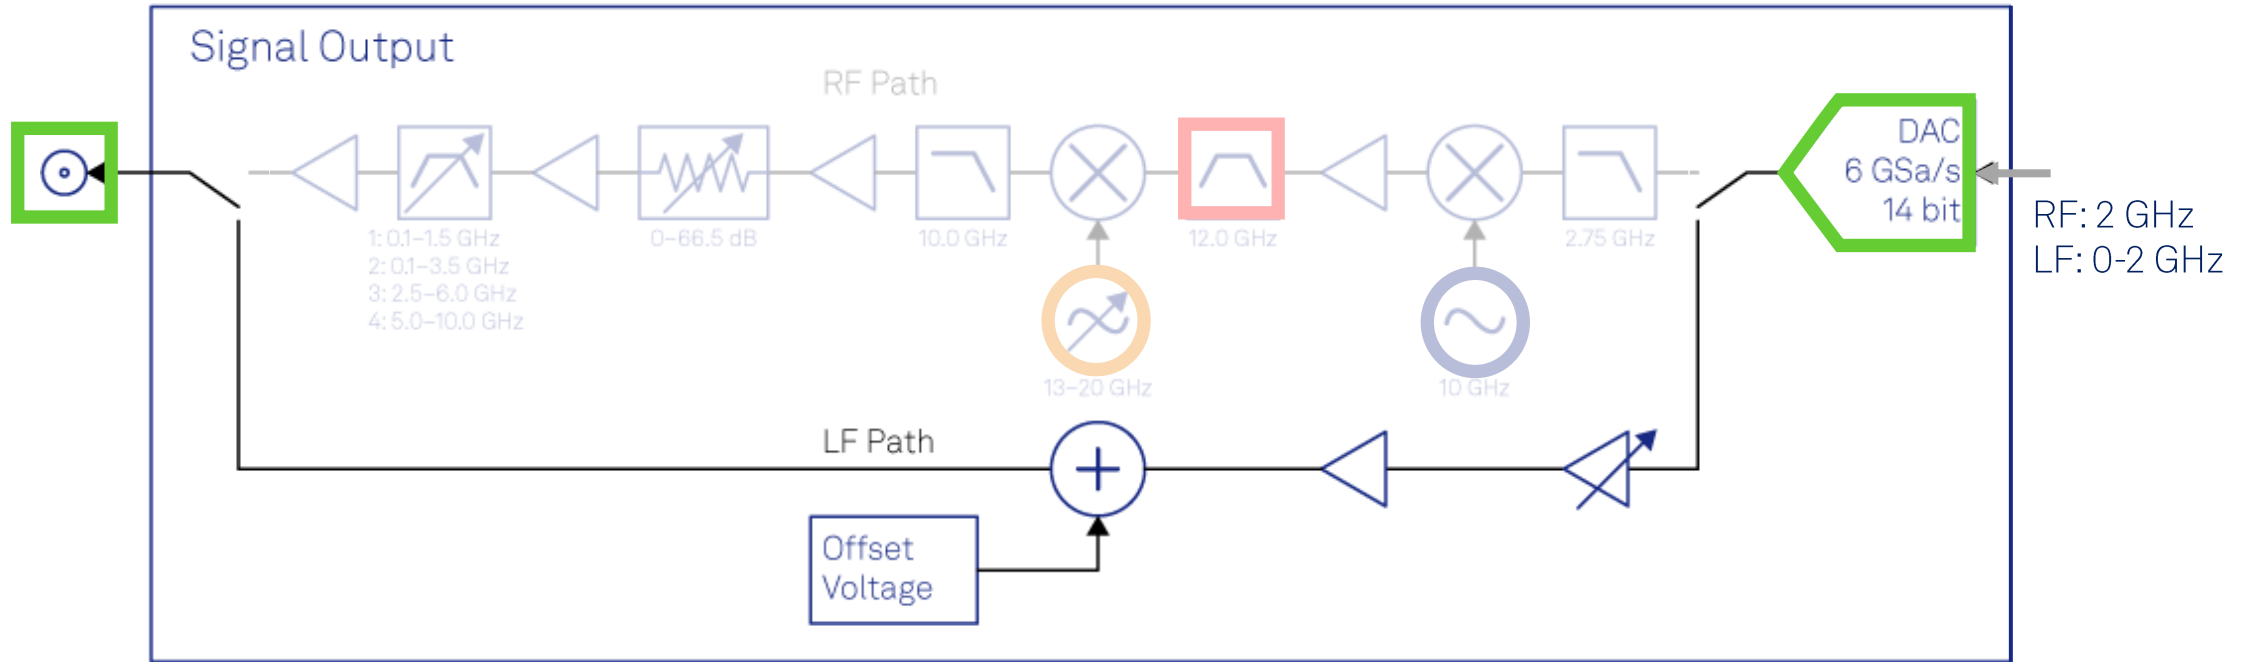 Signal Output
RF Path
DAC
6 GSa/s
14 bit
RF: 2 GHz
LF: 0-2 GHz
1: 0.1–1.5 GHz
2: 0.1–3.5 GHz
3: 2.5–6.0 GHz
4: 5.0–10.0 GHz
0–66.5 dB
10.0 GHz
12.0 GHz
2.75 GHz
13–20 GHz
10 GHz
LF Path
Offset
Voltage